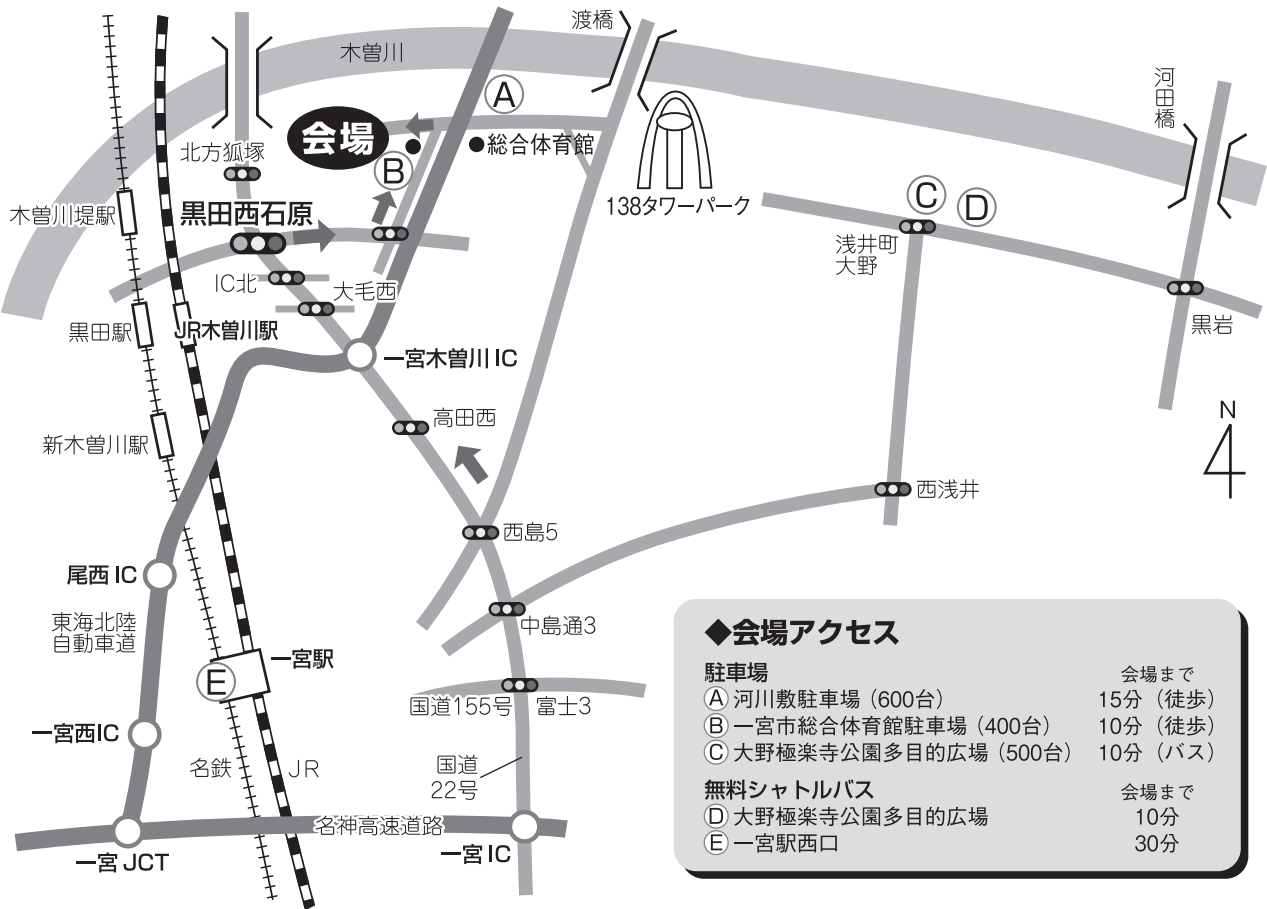 渡橋
木曽川
河田橋
Ⓐ
会場
総合体育館
北方狐塚
Ⓑ
138タワーパーク
Ⓒ
Ⓓ
木曽川堤駅
黒田西石原
浅井町
大野
IC北
大毛西
黒田駅
JR木曽川駅
黒岩
一宮木曽川IC
N
高田西
新木曽川駅
西浅井
西島5
尾西IC
東海北陸
自動車道
中島通3
一宮駅
Ⓔ
国道155号
富士3
一宮西IC
名鉄
JR
国道
22号
名神高速道路
一宮JCT
一宮IC
◆会場アクセス
駐車場 会場まで
Ⓐ河川敷駐車場(600台) 15分(徒歩)
Ⓑ一宮市総合体育館駐車場(400台) 10分(徒歩)
Ⓒ大野極楽寺公園多目的広場(500台) 10分(バス)
無料シャトルバス 会場まで
Ⓓ大野極楽寺公園多目的広場 10分
Ⓔ一宮駅西口 30分